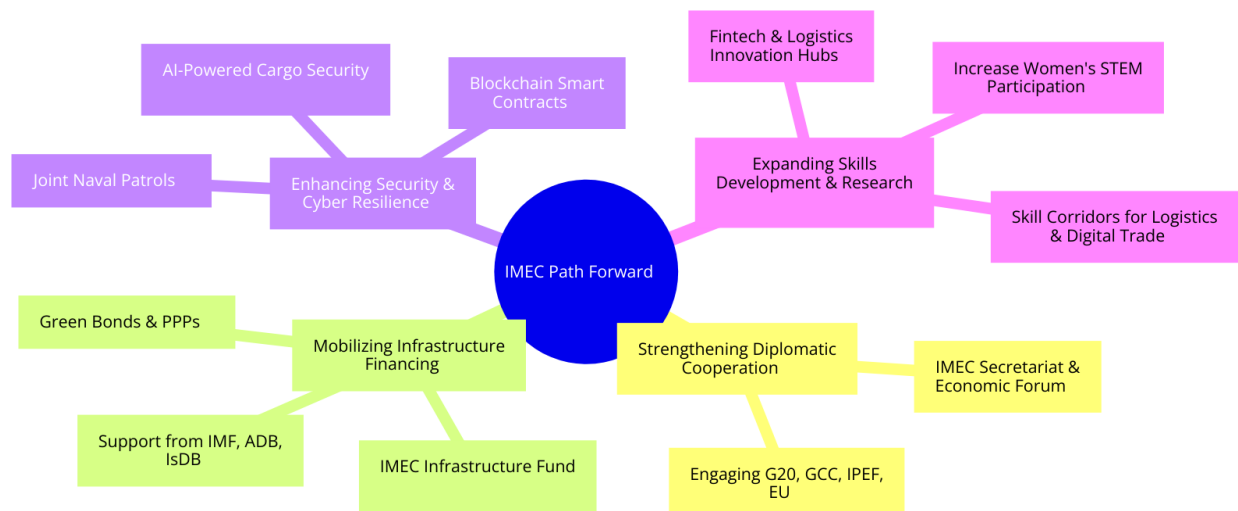 Fintech & Logistics
Innovation Hubs
AI-Powered Cargo Security
Increase Women's STEM
Participation
Blockchain Smart
Contracts
Expanding Skills
Development & Research
Joint Naval Patrols
Enhancing Security &
Cyber Resilience
Skill Corridors for Logistics
& Digital Trade
IMEC Path Forward
Green Bonds & PPPs
Mobilizing Infrastructure
Financing
Strengthening Diplomatic
Cooperation
IMEC Secretariat &
Economic Forum
Support from IMF, ADB,
IsDB
IMEC Infrastructure Fund
Engaging G20, GCC, IPEF,
EU